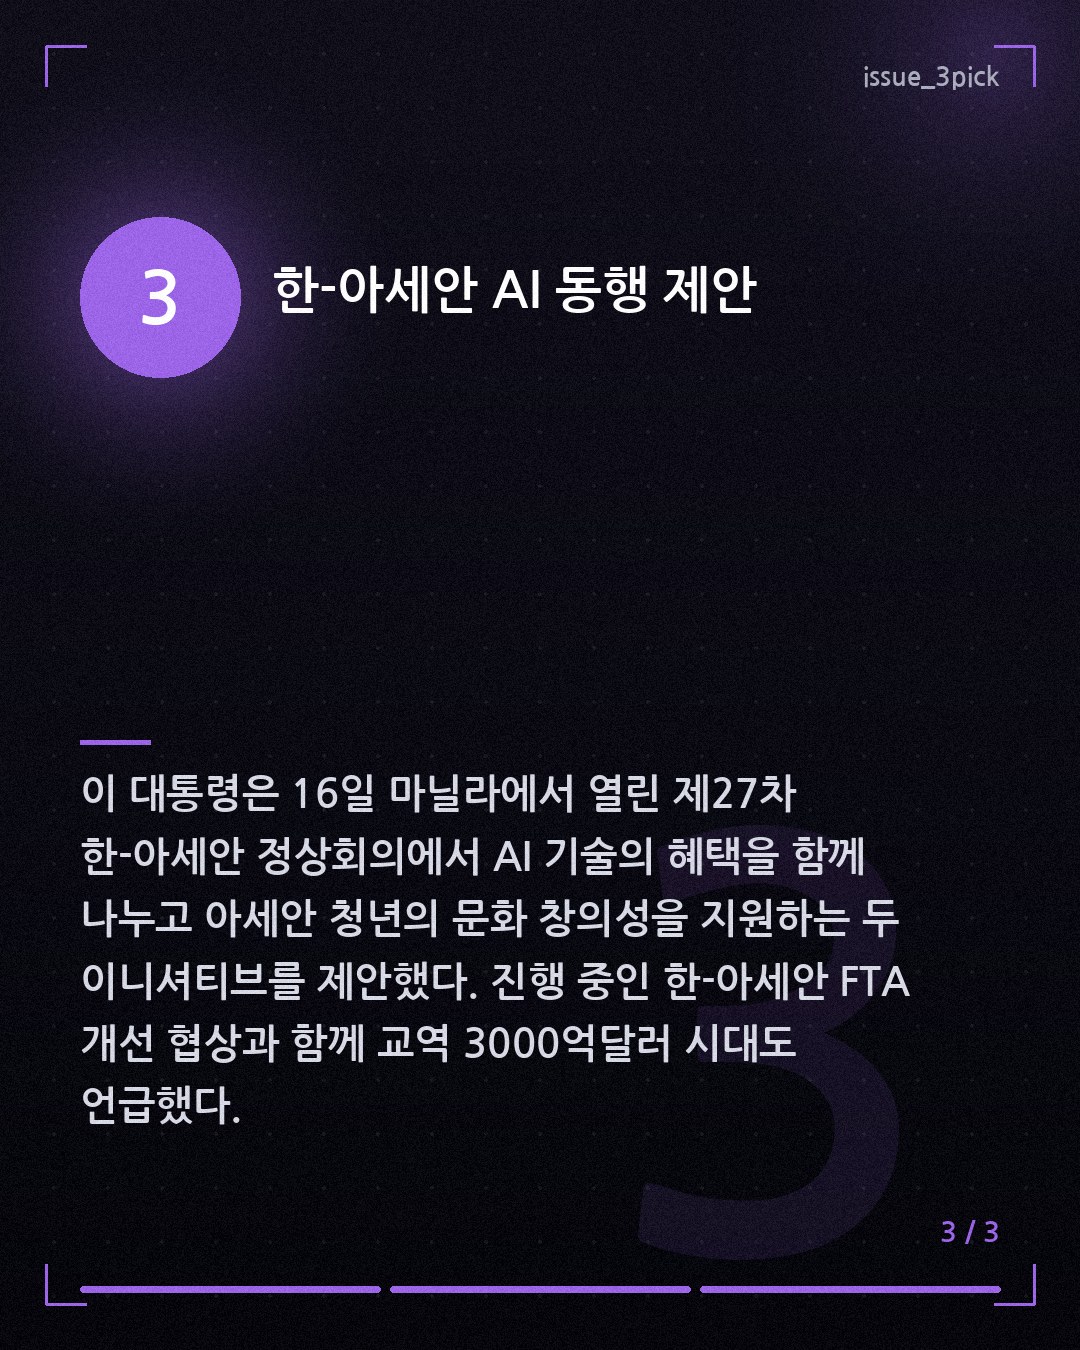 issue_3pick
3
한-아세안 AI 동행 제안
이 대통령은 16일 마닐라에서 열린 제27차
한-아세안 정상회의에서 AI 기술의 혜택을 함께
나누고 아세안 청년의 문화 창의성을 지원하는 두
이니셔티브를 제안했다. 진행 중인 한-아세안 FTA
개선 협상과 함께 교역 3000억달러 시대도
언급했다.
3
3 / 3